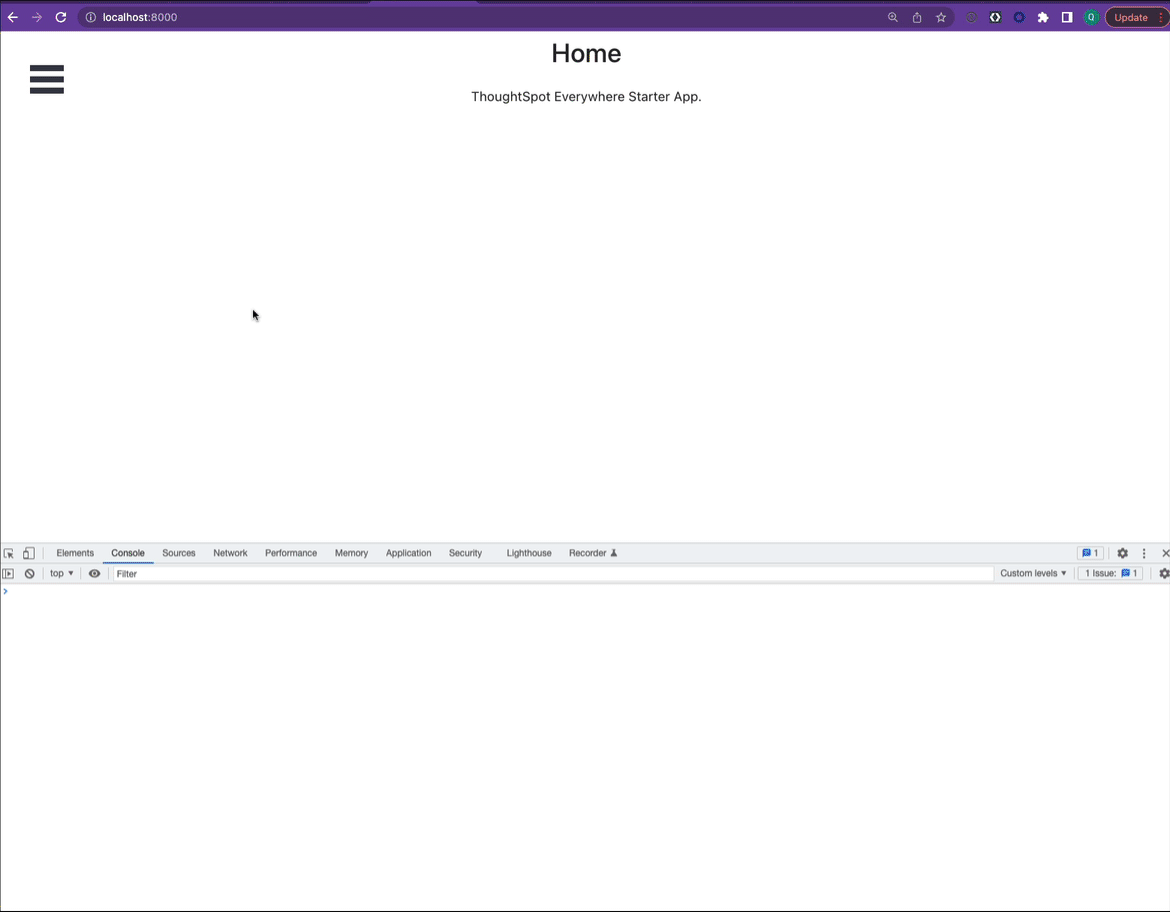 localhost:8000
Q
Update
Home
ThoughtSpot Everywhere Starter App.
Elements Console Sources Network Performance Memory Application Security Lighthouse Recorder 1
top Filter Custom levels 1 Issue: 1